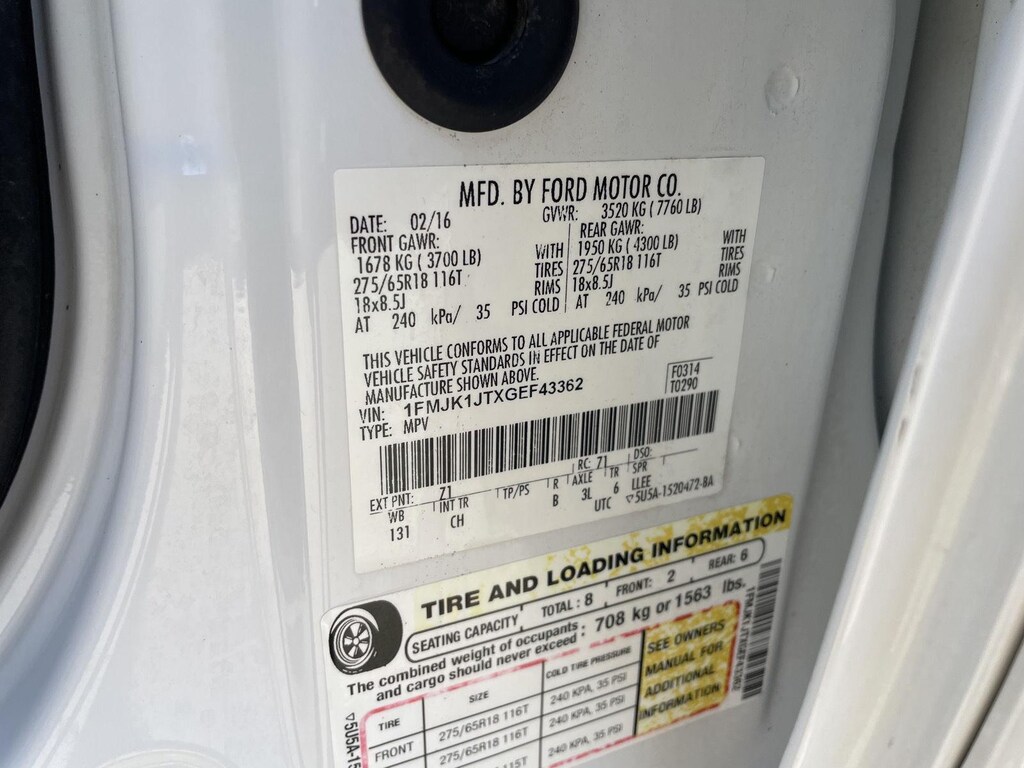 MFD. BY FORD MOTOR CO.
DATE: 02/16 GVWR: 3520 KG ( 7760 LB)
FRONT GAWR: REAR GAWR:
1678 KG ( 3700 LB) WITH 1950 KG ( 4300 LB) WITH
275/65R18 116T TIRES 275/65R18 116T TIRES
18x8.5J RIMS 18x8.5J RIMS
AT 240 kPa/ 35 PSI COLD AT 240 kPa/ 35 PSI COLD
THIS VEHICLE CONFORMS TO ALL APPLICABLE FEDERAL MOTOR
VEHICLE SAFETY STANDARDS IN EFFECT ON THE DATE OF
MANUFACTURE SHOWN ABOVE.
VIN: 1FMJK1JTXGEF43362
TYPE: MPV
F0314
T0290
EXT PNT: Z1 RC: 71 DSO:
WB INT TR TP/PS R AXLE TR SPR
131 CH B 3L 6 LLEE
UTC ▽5U5A-1520472-BA
TIRE AND LOADING INFORMATION
SEATING CAPACITY TOTAL : 8 FRONT: 2 REAR: 6
The combined weight of occupants
and cargo should never exceed : 708 kg or 1563 lbs.
TIRE SIZE COLD TIRE PRESSURE
FRONT 275/65R18 116T 240 KPA, 35 PSI
275/65R18 116T 240 KPA, 35 PSI
115T 240 KPA, 35 PSI
SEE OWNERS
MANUAL FOR
ADDITIONAL
INFORMATION
1FMJK1JTXGEF43362